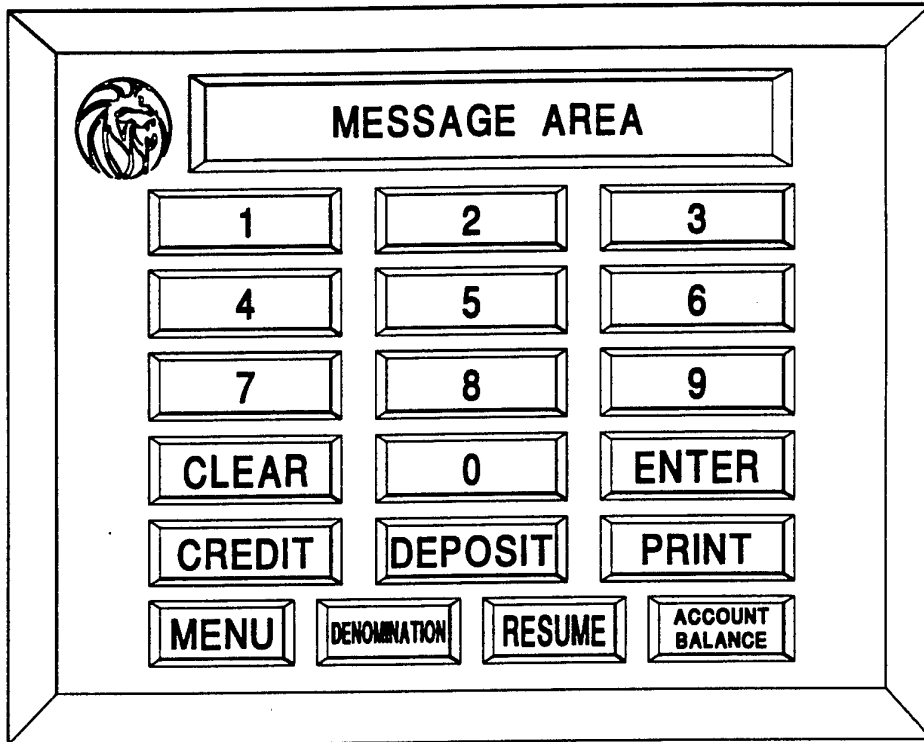 MESSAGE AREA
1 2 3
4 5 6
7 8 9
CLEAR 0 ENTER
CREDIT DEPOSIT PRINT
MENU DENOMINATION RESUME ACCOUNT BALANCE